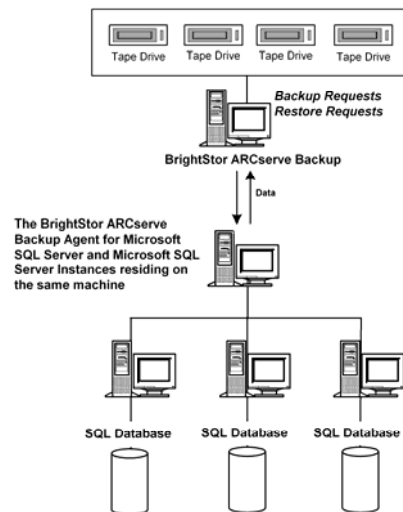 Tape Drive Tape Drive Tape Drive Tape Drive
Backup Requests
Restore Requests
BrightStor ARCserve Backup
Data
The BrightStor ARCserve
Backup Agent for Microsoft
SQL Server and Microsoft SQL
Server Instances residing on
the same machine
SQL Database SQL Database SQL Database